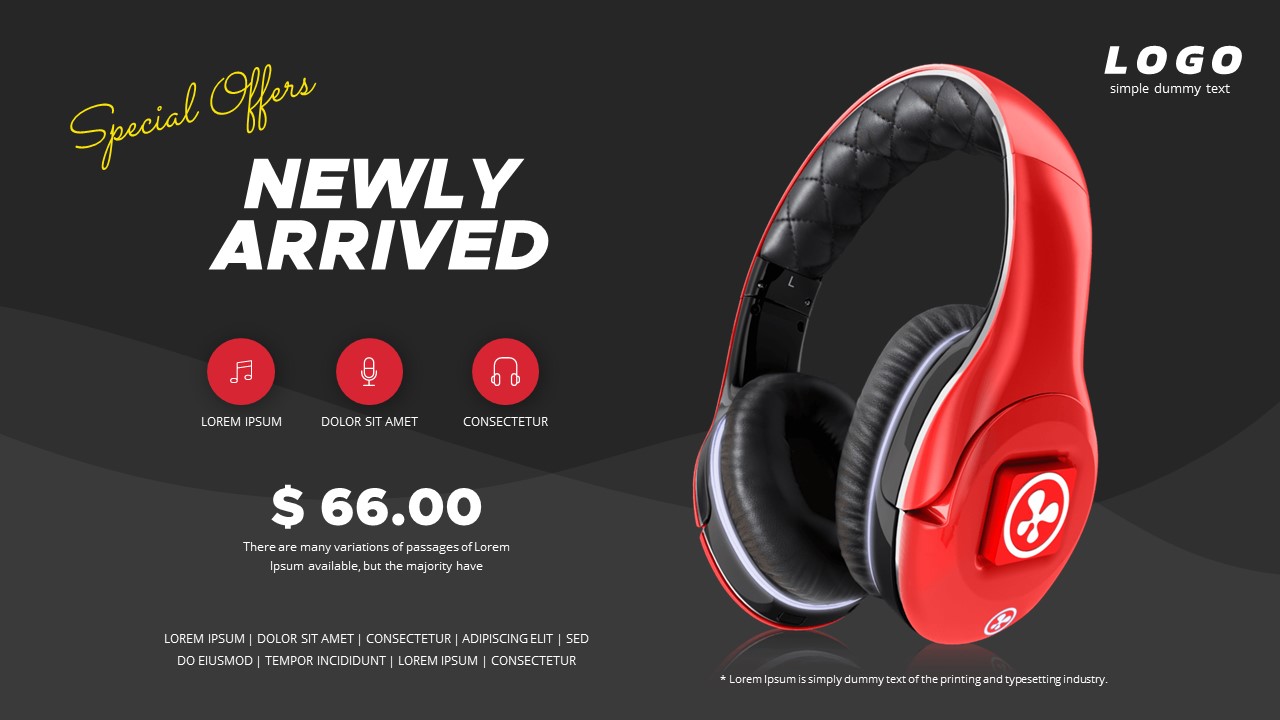 LOGO
simple dummy text
Special Offers
NEWLY
ARRIVED
L
LOREM IPSUM
DOLOR SIT AMET
CONSECTETUR
$ 66.00
There are many variations of passages of Lorem
Ipsum available, but the majority have
LOREM IPSUM | DOLOR SIT AMET | CONSECTETUR | ADIPISCING ELIT | SED
DO EIUSMOD | TEMPOR INCIDIDUNT | LOREM IPSUM | CONSECTETUR
* Lorem Ipsum is simply dummy text of the printing and typesetting industry.